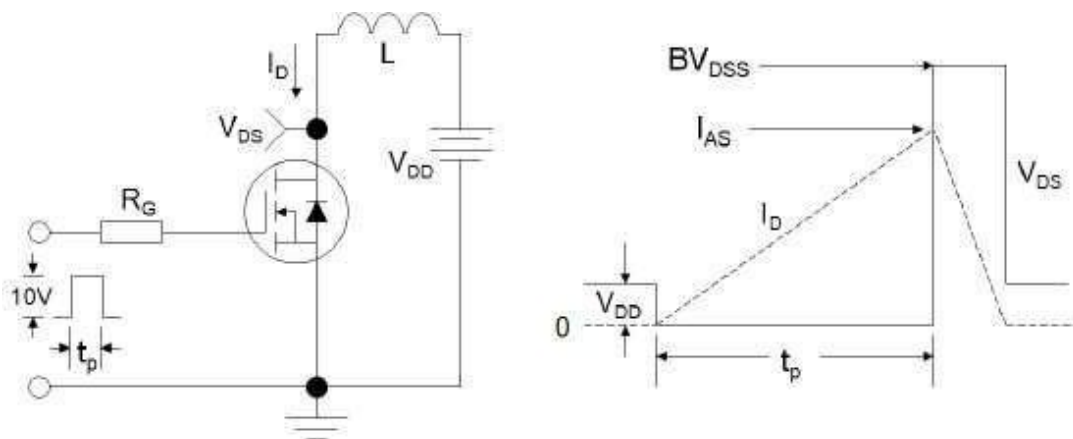 L
I_D
V_DS
V_DD
R_G
10V
t_p
BV_DSS
I_AS
V_DS
I_D
V_DD
0
t_p